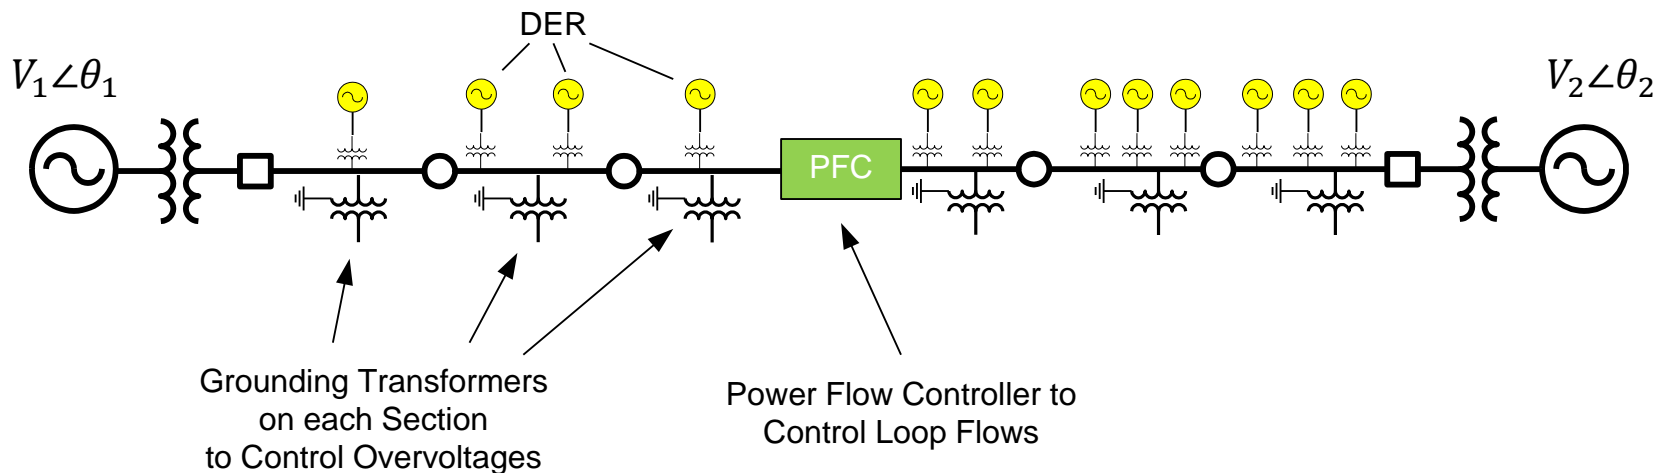 DER
V₁∠θ₁
V₂∠θ₂
PFC
Grounding Transformers
on each Section
to Control Overvoltages
Power Flow Controller to
Control Loop Flows